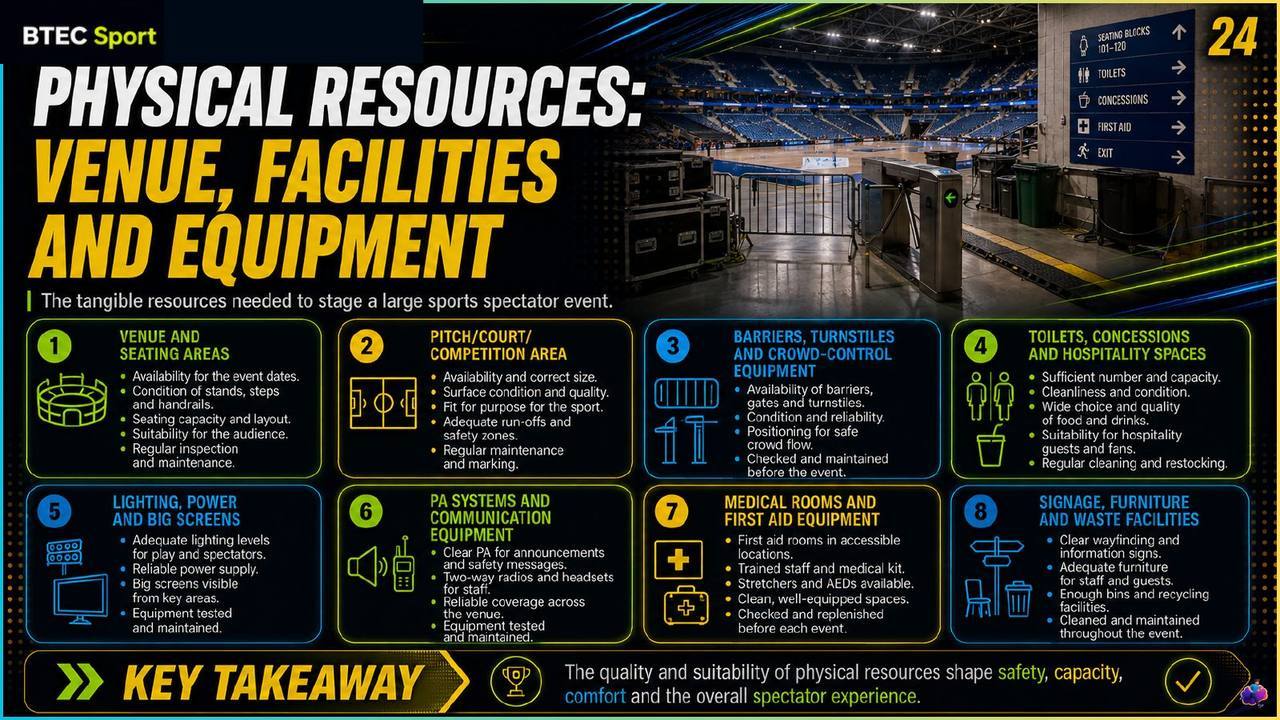 BTEC Sport
24
SEATING BLOCKS
101–120
TOILETS
CONCESSIONS
FIRST AID
EXIT
PHYSICAL RESOURCES:
VENUE, FACILITIES
AND EQUIPMENT
The tangible resources needed to stage a large sports spectator event.
1
VENUE AND
SEATING AREAS
• Availability for the event dates.
• Condition of stands, steps
and handrails.
• Seating capacity and layout.
• Suitability for the audience.
• Regular inspection
and maintenance.
2
PITCH/COURT/
COMPETITION AREA
• Availability and correct size.
• Surface condition and quality.
• Fit for purpose for the sport.
• Adequate run-offs and
safety zones.
• Regular maintenance
and marking.
3
BARRIERS, TURNSTILES
AND CROWD-CONTROL
EQUIPMENT
• Availability of barriers,
gates and turnstiles.
• Condition and reliability.
• Positioning for safe
crowd flow.
• Checked and maintained
before the event.
4
TOILETS, CONCESSIONS
AND HOSPITALITY SPACES
• Sufficient number and capacity.
• Cleanliness and condition.
• Wide choice and quality
of food and drinks.
• Suitability for hospitality
guests and fans.
• Regular cleaning and restocking.
5
LIGHTING, POWER
AND BIG SCREENS
• Adequate lighting levels
for play and spectators.
• Reliable power supply.
• Big screens visible
from key areas.
• Equipment tested
and maintained.
6
PA SYSTEMS AND
COMMUNICATION
EQUIPMENT
• Clear PA for announcements
and safety messages.
• Two-way radios and headsets
for staff.
• Reliable coverage across
the venue.
• Equipment tested
and maintained.
7
MEDICAL ROOMS AND
FIRST AID EQUIPMENT
• First aid rooms in accessible
locations.
• Trained staff and medical kit.
• Stretchers and AEDs available.
• Clean, well-equipped spaces.
• Checked and replenished
before each event.
8
SIGNAGE, FURNITURE
AND WASTE FACILITIES
• Clear wayfinding and
information signs.
• Adequate furniture
for staff and guests.
• Enough bins and recycling
facilities.
• Cleaned and maintained
throughout the event.
KEY TAKEAWAY
The quality and suitability of physical resources shape safety, capacity,
comfort and the overall spectator experience.